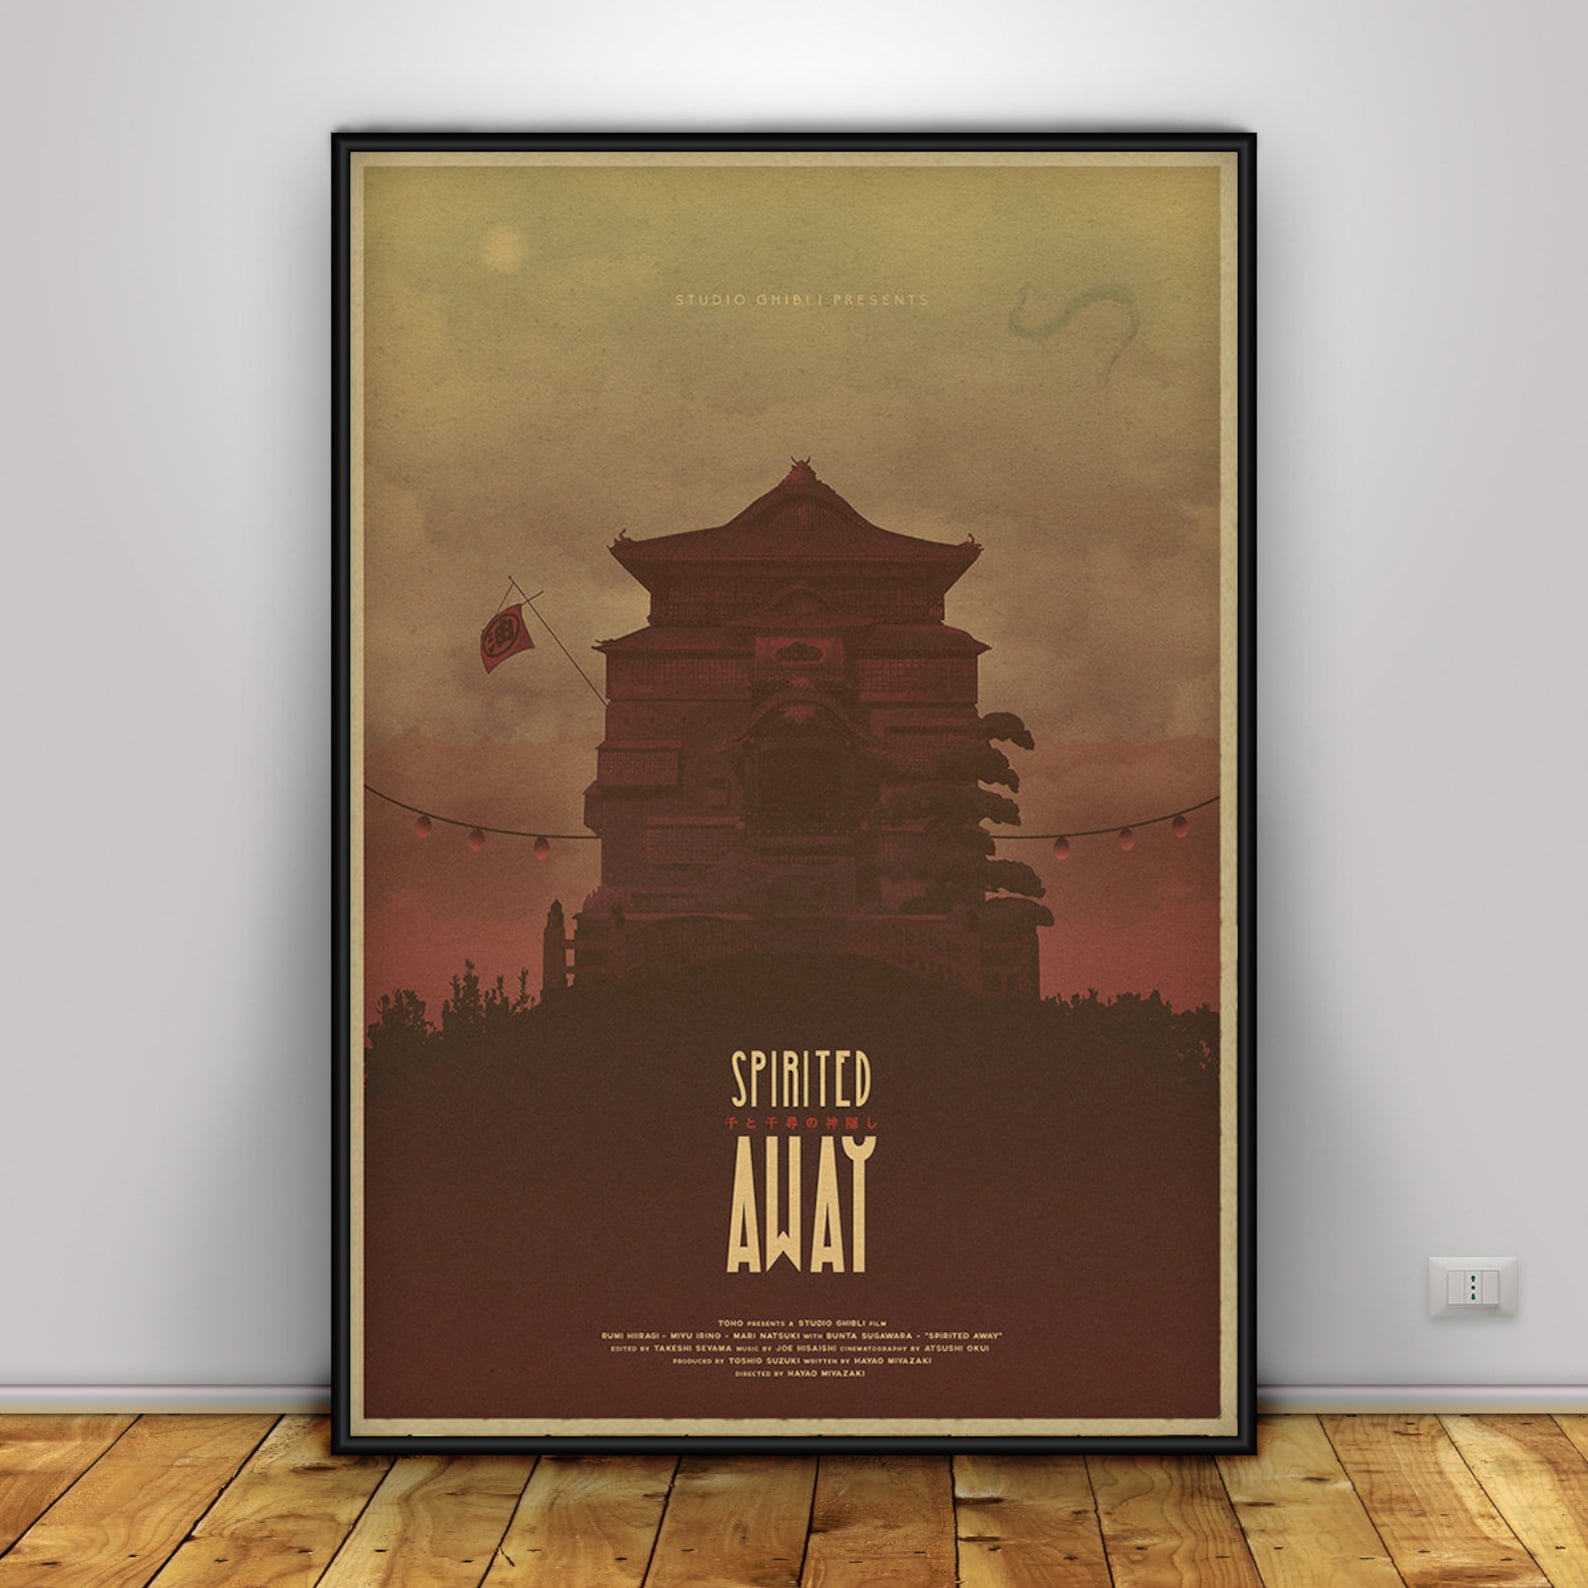 STUDIO GHIBLI PRESENTS
SPIRITED
千と千尋の神隠し
AWAY
TOHO PRESENTS A STUDIO GHIBLI FILM
RUMI HIIRAGI - MIYU IRINO - MARI NATSUKI WITH BUNTA SUGAWARA - "SPIRITED AWAY"
EDITED BY TAKESHI SEYAMA MUSIC BY JOE HISAISHI CINEMATOGRAPHY BY ATSUSHI OKUI
PRODUCED BY TOSHIO SUZUKI WRITTEN BY HAYAO MIYAZAKI
DIRECTED BY HAYAO MIYAZAKI